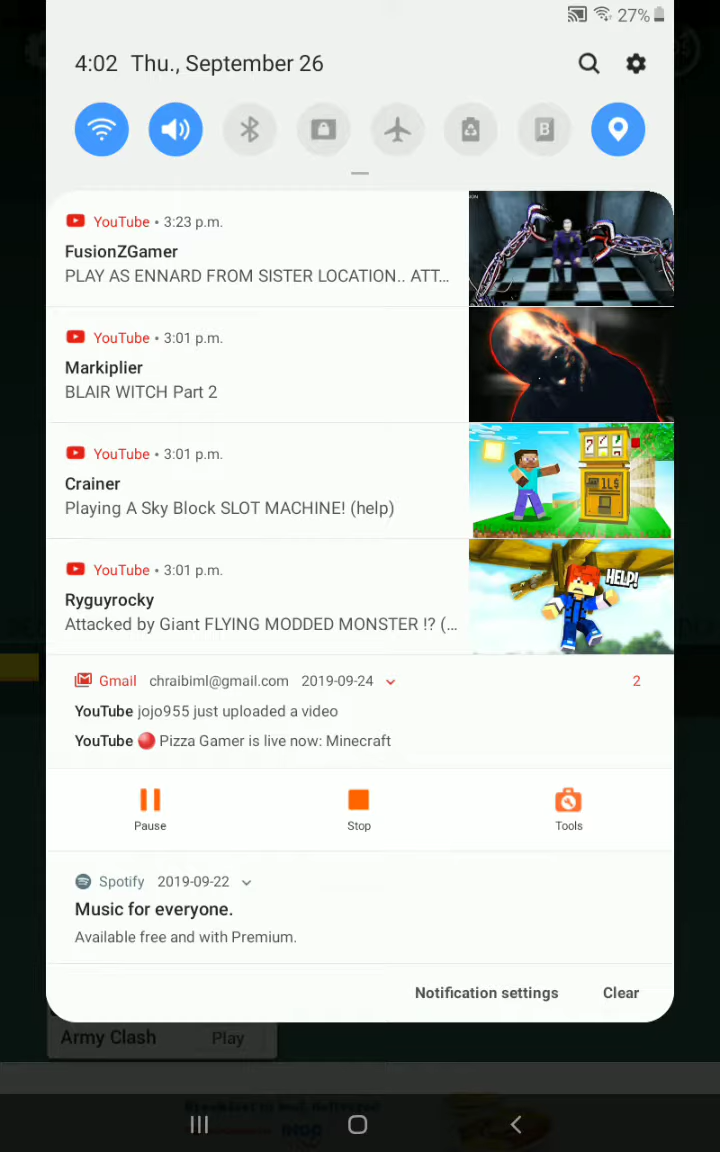 27%
4:02 Thu., September 26
YouTube • 3:23 p.m.
FusionZGamer
PLAY AS ENNARD FROM SISTER LOCATION.. ATT...
YouTube • 3:01 p.m.
Markiplier
BLAIR WITCH Part 2
YouTube • 3:01 p.m.
Crainer
Playing A Sky Block SLOT MACHINE! (help)
1L$
YouTube • 3:01 p.m.
HELP!
Ryguyrocky
Attacked by Giant FLYING MODDED MONSTER !? (...
Gmail chraibiml@gmail.com 2019-09-24 2
YouTube jojo955 just uploaded a video
YouTube 🔴 Pizza Gamer is live now: Minecraft
Pause Stop Tools
Spotify 2019-09-22
Music for everyone.
Available free and with Premium.
Notification settings Clear
Army Clash Play